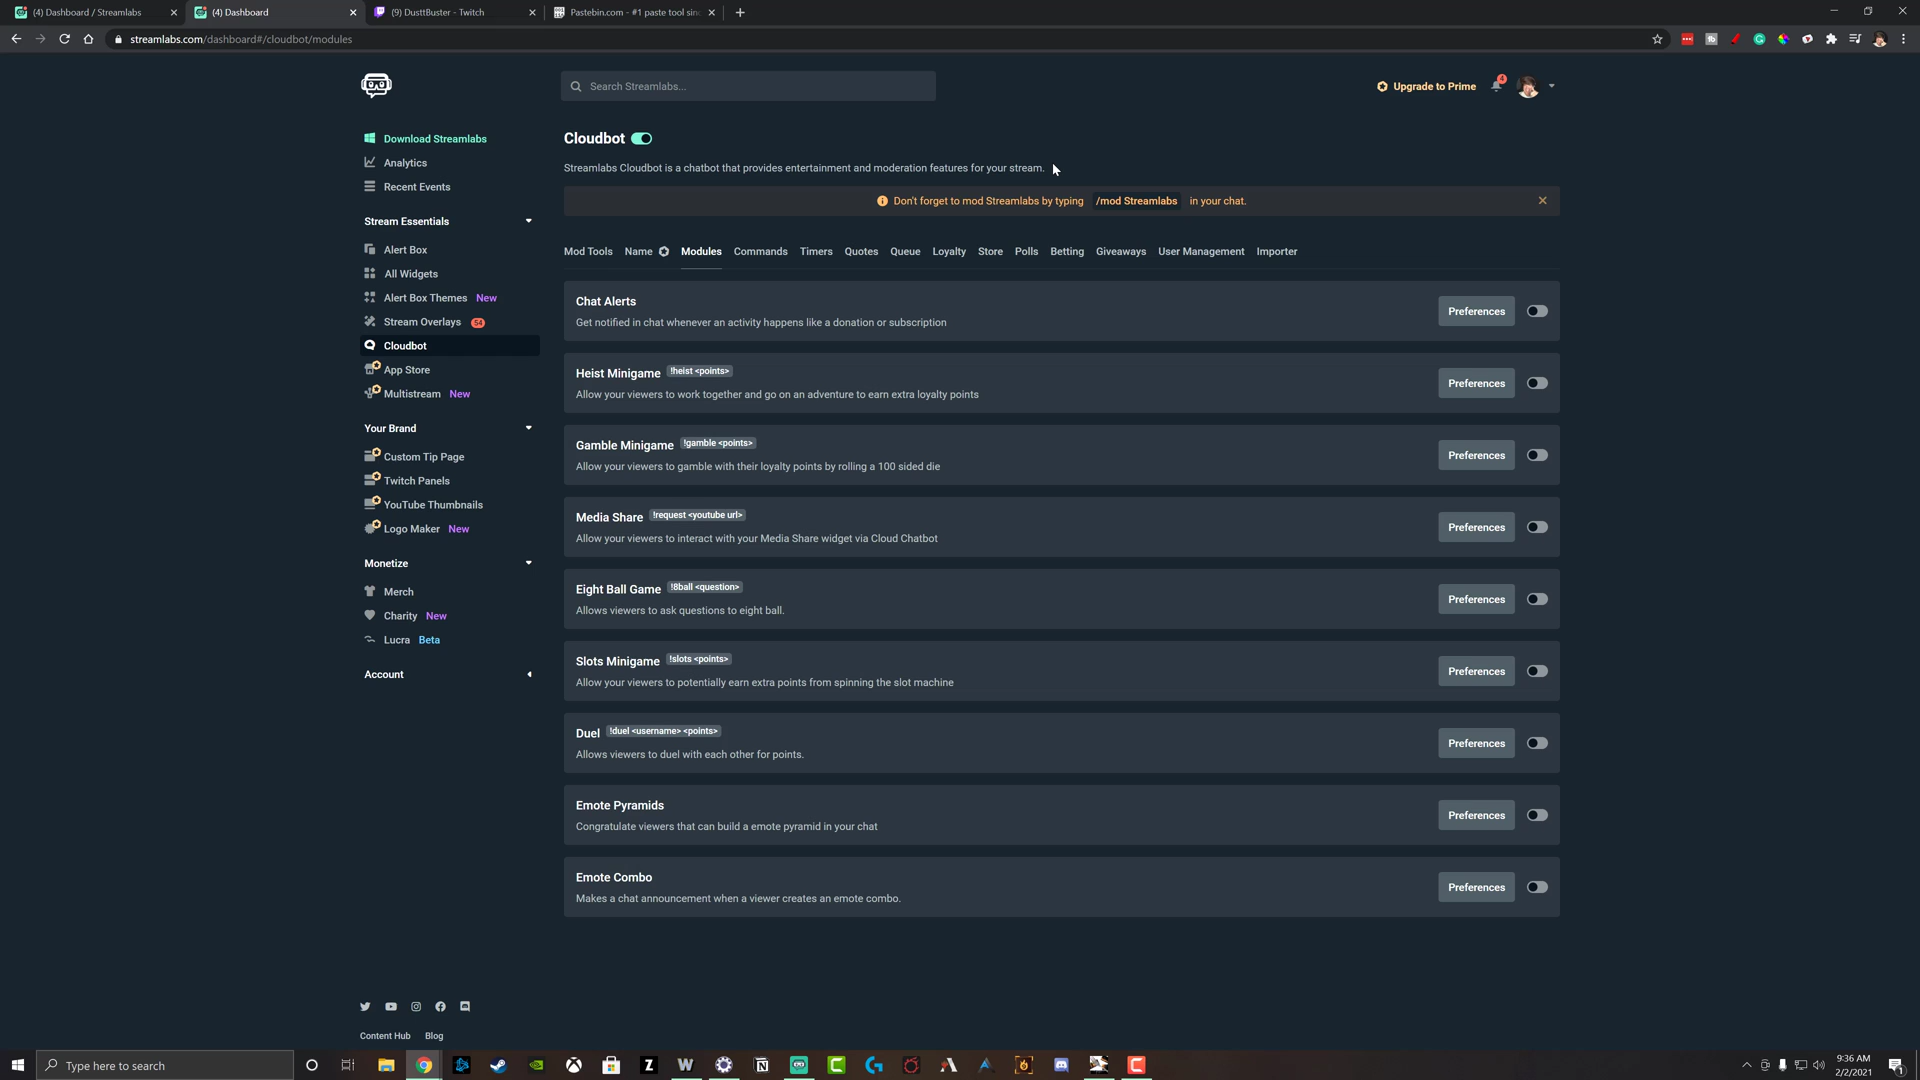 (4) Dashboard / Streamlabs
(4) Dashboard
(9) DusttBuster - Twitch
Pastebin.com - #1 paste tool sinc
streamlabs.com/dashboard#/cloudbot/modules
Search Streamlabs...
Upgrade to Prime
4
Download Streamlabs
Analytics
Recent Events
Stream Essentials
Alert Box
All Widgets
Alert Box Themes New
Stream Overlays 54
Cloudbot
App Store
Multistream New
Your Brand
Custom Tip Page
Twitch Panels
YouTube Thumbnails
Logo Maker New
Monetize
Merch
Charity New
Lucra Beta
Account
Content Hub Blog
Cloudbot
Streamlabs Cloudbot is a chatbot that provides entertainment and moderation features for your stream.
Don't forget to mod Streamlabs by typing /mod Streamlabs in your chat.
Mod Tools Name Modules Commands Timers Quotes Queue Loyalty Store Polls Betting Giveaways User Management Importer
Chat Alerts
Get notified in chat whenever an activity happens like a donation or subscription
Preferences
Heist Minigame !heist <points>
Allow your viewers to work together and go on an adventure to earn extra loyalty points
Preferences
Gamble Minigame !gamble <points>
Allow your viewers to gamble with their loyalty points by rolling a 100 sided die
Preferences
Media Share !request <youtube url>
Allow your viewers to interact with your Media Share widget via Cloud Chatbot
Preferences
Eight Ball Game !8ball <question>
Allows viewers to ask questions to eight ball.
Preferences
Slots Minigame !slots <points>
Allow your viewers to potentially earn extra points from spinning the slot machine
Preferences
Duel !duel <username> <points>
Allows viewers to duel with each other for points.
Preferences
Emote Pyramids
Congratulate viewers that can build a emote pyramid in your chat
Preferences
Emote Combo
Makes a chat announcement when a viewer creates an emote combo.
Preferences
Type here to search
9:36 AM
2/2/2021